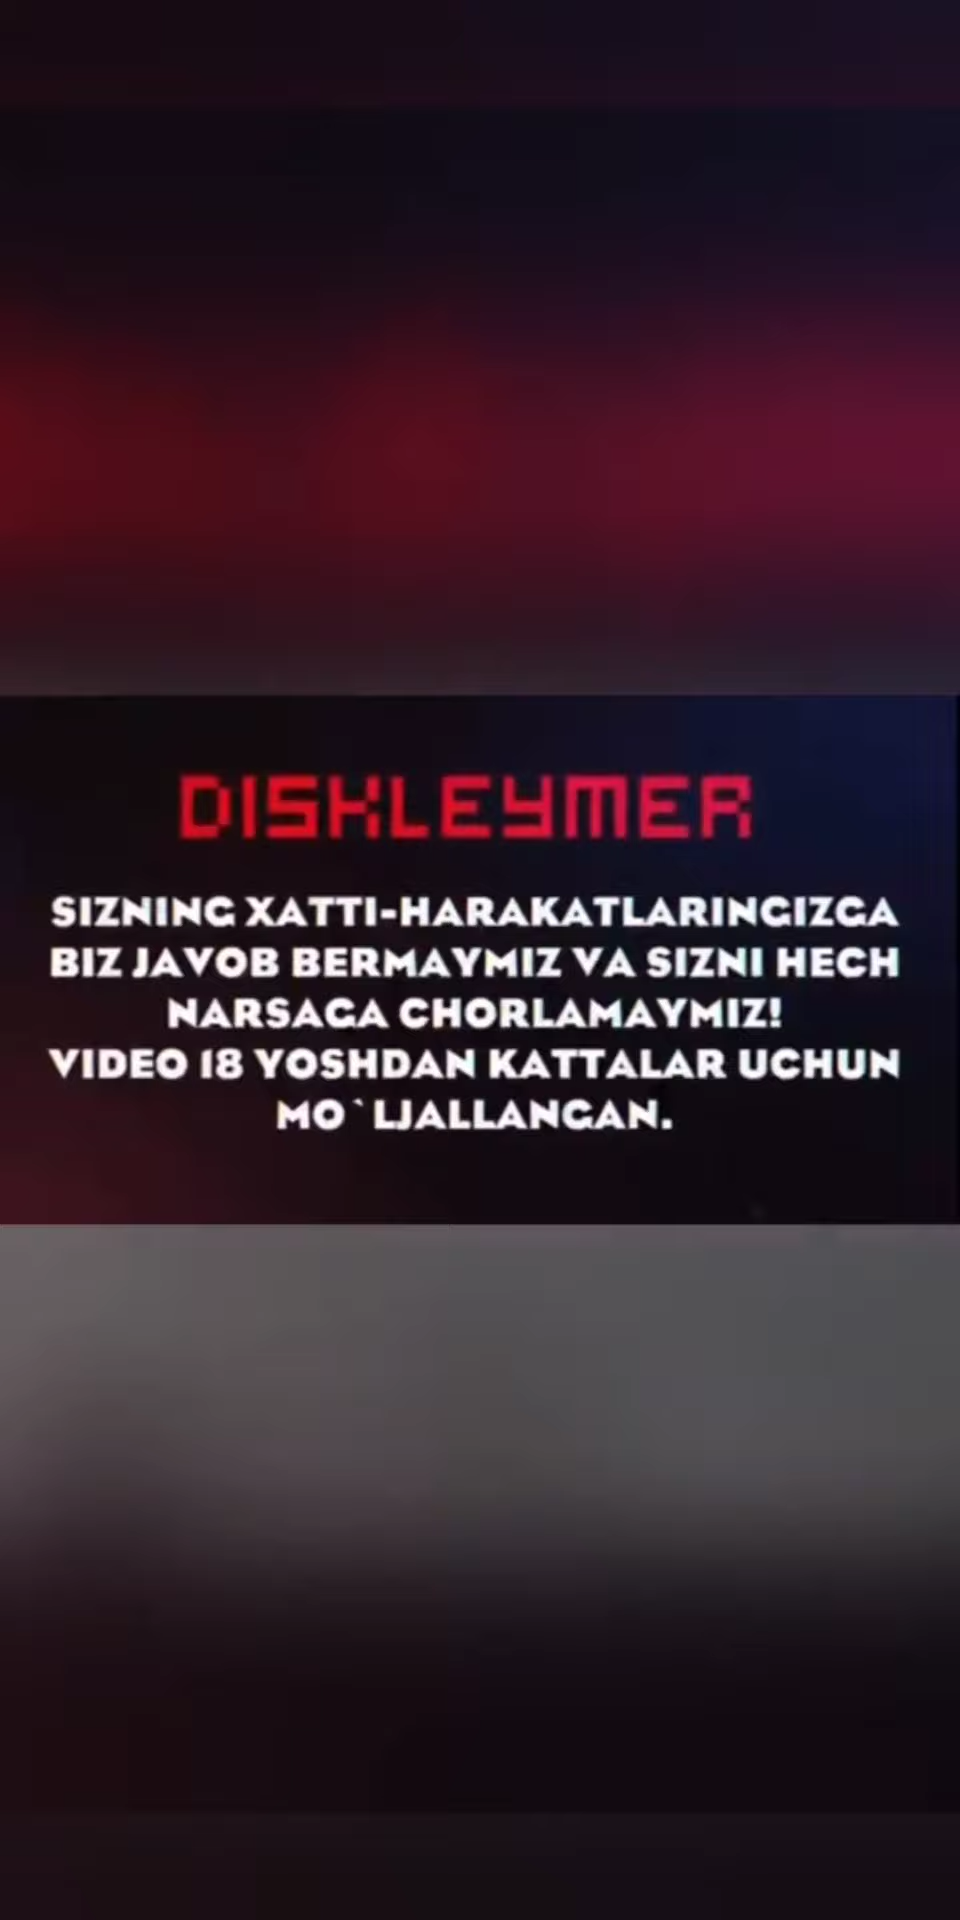 DISKLEYMER
SIZNING XATTI-HARAKATLARINGIZGA
BIZ JAVOB BERMAYMIZ VA SIZNI HECH
NARSAGA CHORLAMAYMIZ!
VIDEO 18 YOSHDAN KATTALAR UCHUN
MO`LJALLANGAN.